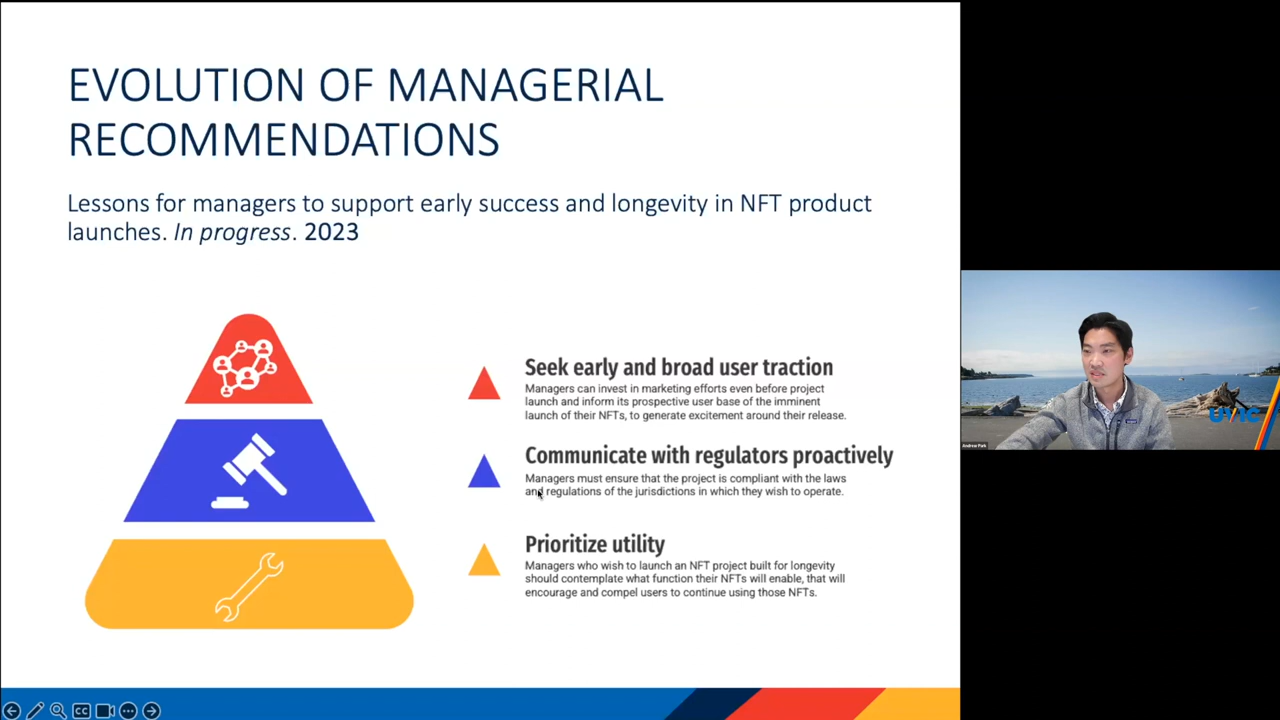 EVOLUTION OF MANAGERIAL
RECOMMENDATIONS
Lessons for managers to support early success and longevity in NFT product
launches. In progress. 2023
Seek early and broad user traction
Managers can invest in marketing efforts even before project
launch and inform its prospective user base of the imminent
launch of their NFTs, to generate excitement around their release.
Communicate with regulators proactively
Managers must ensure that the project is compliant with the laws
and regulations of the jurisdictions in which they wish to operate.
Prioritize utility
Managers who wish to launch an NFT project built for longevity
should contemplate what function their NFTs will enable, that will
encourage and compel users to continue using those NFTs.
CC
UVIC
Andrew Park